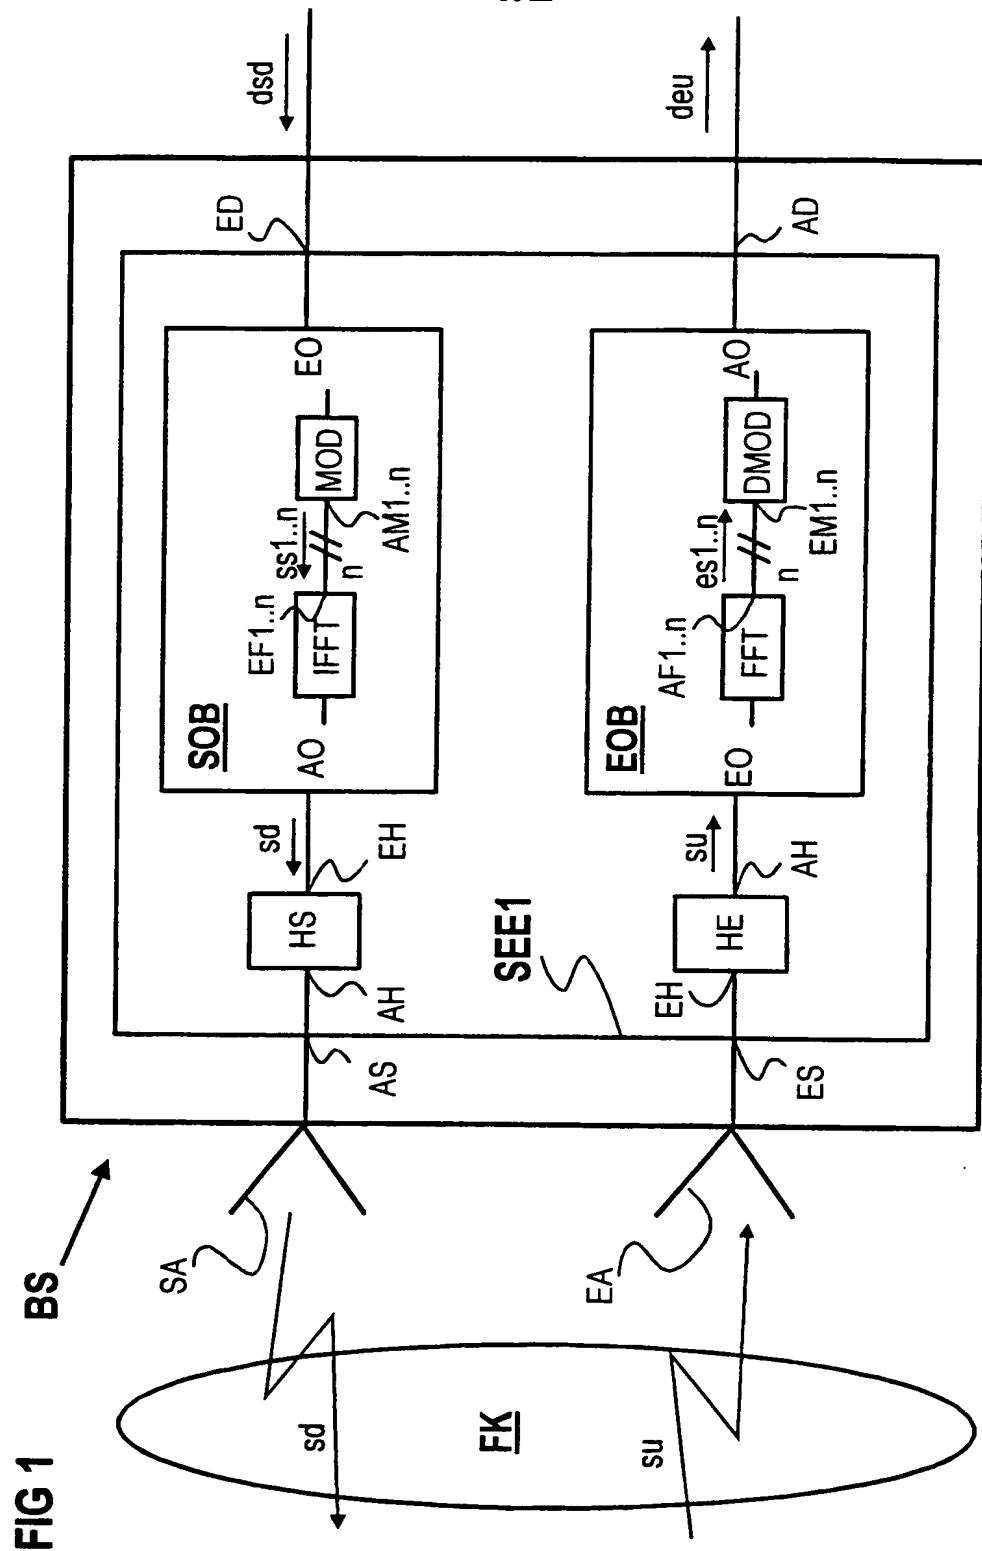 FIG 1
BS
SEE1
FK
sd
su
SA
EA
AS
ES
AH
EH
HS
HE
EH
AH
sd
su
SOB
AO
EF1..n
IFFT
ss1..n
n
AM1..n
MOD
EO
EOB
EO
AF1..n
FFT
es1..n
n
EM1..n
DMOD
AO
ED
AD
dsd
deu